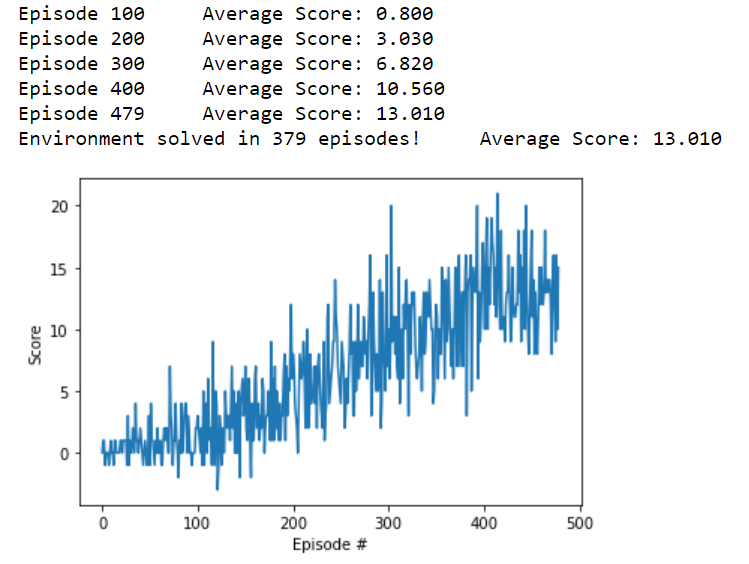 Episode 100 Average Score: 0.800
Episode 200 Average Score: 3.030
Episode 300 Average Score: 6.820
Episode 400 Average Score: 10.560
Episode 479 Average Score: 13.010
Environment solved in 379 episodes! Average Score: 13.010
20
15
10
5
0
Score
0 100 200 300 400 500
Episode #